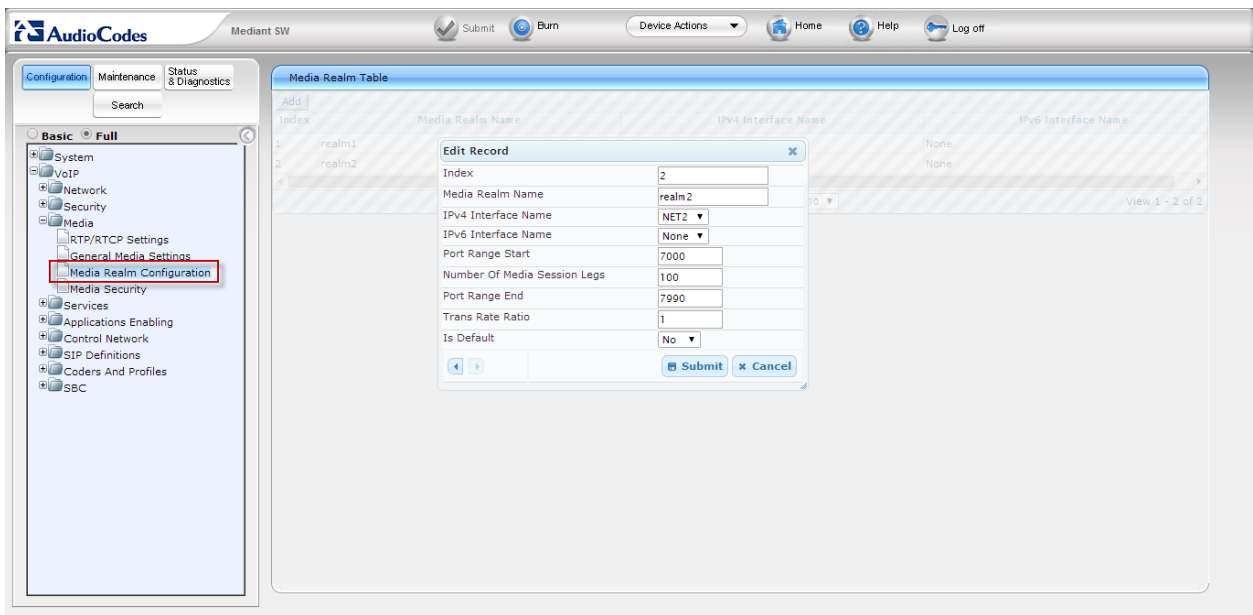 AudioCodes
Mediant SW
Submit
Burn
Device Actions
Home
Help
Log off
Configuration
Maintenance
Status
& Diagnostics
Search
Basic
Full
System
VoIP
Network
Security
Media
RTP/RTCP Settings
General Media Settings
Media Realm Configuration
Media Security
Services
Applications Enabling
Control Network
SIP Definitions
Coders And Profiles
SBC
Media Realm Table
Add
Index Media Realm Name IPv4 Interface Name IPv6 Interface Name
1 realm1 None
2 realm2 None
10
View 1 - 2 of 2
Edit Record
Index 2
Media Realm Name realm2
IPv4 Interface Name NET2
IPv6 Interface Name None
Port Range Start 7000
Number Of Media Session Legs 100
Port Range End 7990
Trans Rate Ratio 1
Is Default No
Submit
Cancel